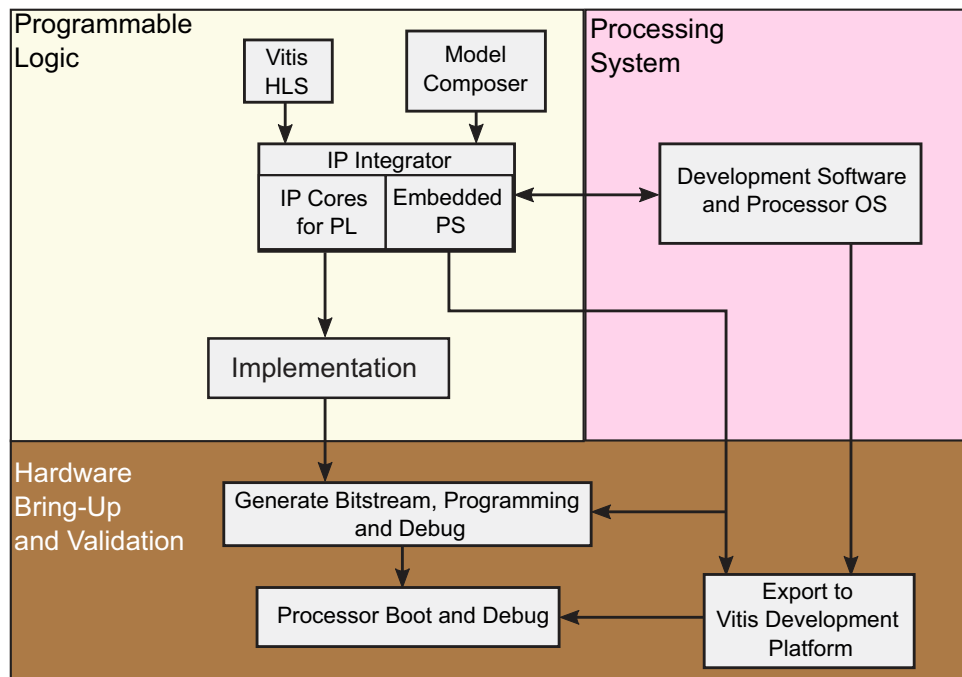 Programmable
Logic
Processing
System
Vitis
HLS
Model
Composer
IP Integrator
IP Cores
for PL
Embedded
PS
Development Software
and Processor OS
Implementation
Hardware
Bring-Up
and Validation
Generate Bitstream, Programming
and Debug
Processor Boot and Debug
Export to
Vitis Development
Platform